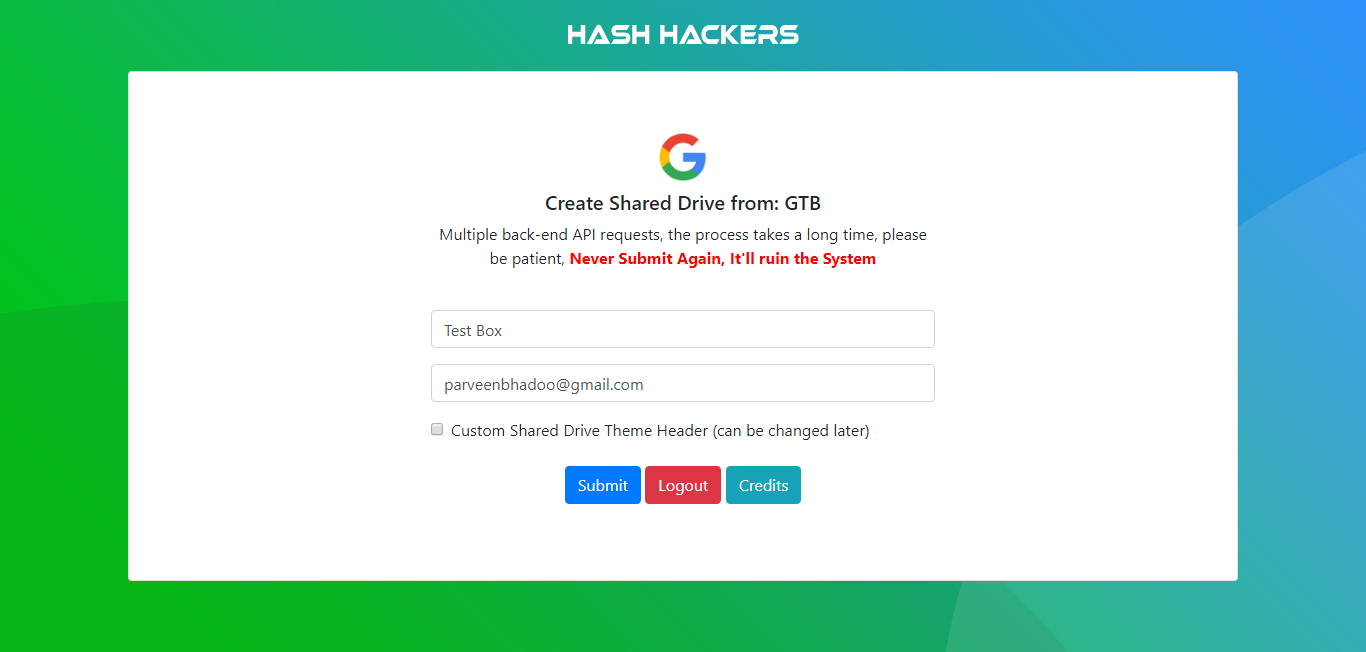 HASH HACKERS
Create Shared Drive from: GTB
Multiple back-end API requests, the process takes a long time, please
be patient, Never Submit Again, It'll ruin the System
Test Box
parveenbhadoo@gmail.com
Custom Shared Drive Theme Header (can be changed later)
Submit Logout Credits